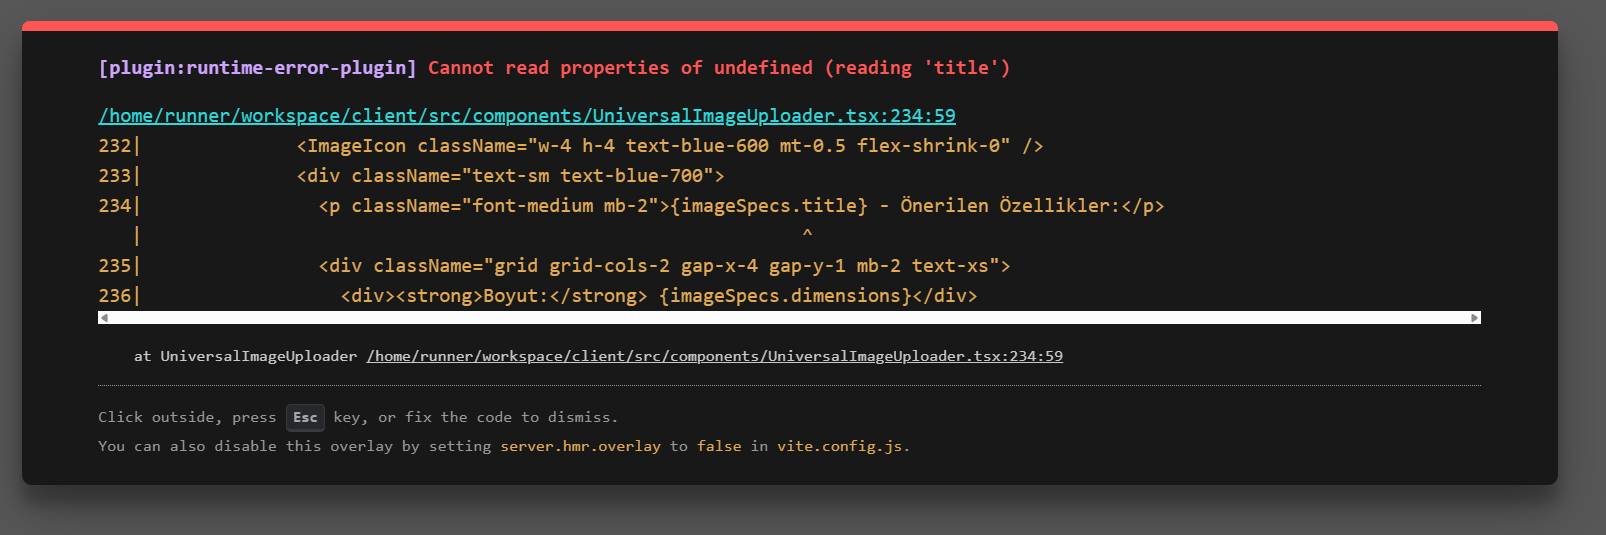 [plugin:runtime-error-plugin] Cannot read properties of undefined (reading 'title')
/home/runner/workspace/client/src/components/UniversalImageUploader.tsx:234:59
232|              <ImageIcon className="w-4 h-4 text-blue-600 mt-0.5 flex-shrink-0" />
233|              <div className="text-sm text-blue-700">
234|                <p className="font-medium mb-2">{imageSpecs.title} - Önerilen Özellikler:</p>
   |                                                            ^
235|                <div className="grid grid-cols-2 gap-x-4 gap-y-1 mb-2 text-xs">
236|                  <div><strong>Boyut:</strong> {imageSpecs.dimensions}</div>
at UniversalImageUploader /home/runner/workspace/client/src/components/UniversalImageUploader.tsx:234:59
Click outside, press Esc key, or fix the code to dismiss.
You can also disable this overlay by setting server.hmr.overlay to false in vite.config.js.